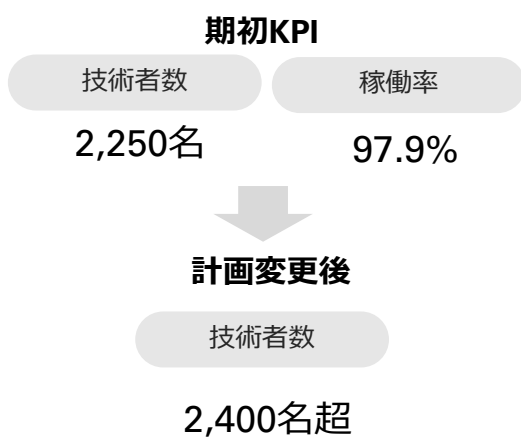 期初KPI
技術者数 稼働率
2,250名 97.9%
計画変更後
技術者数
2,400名超